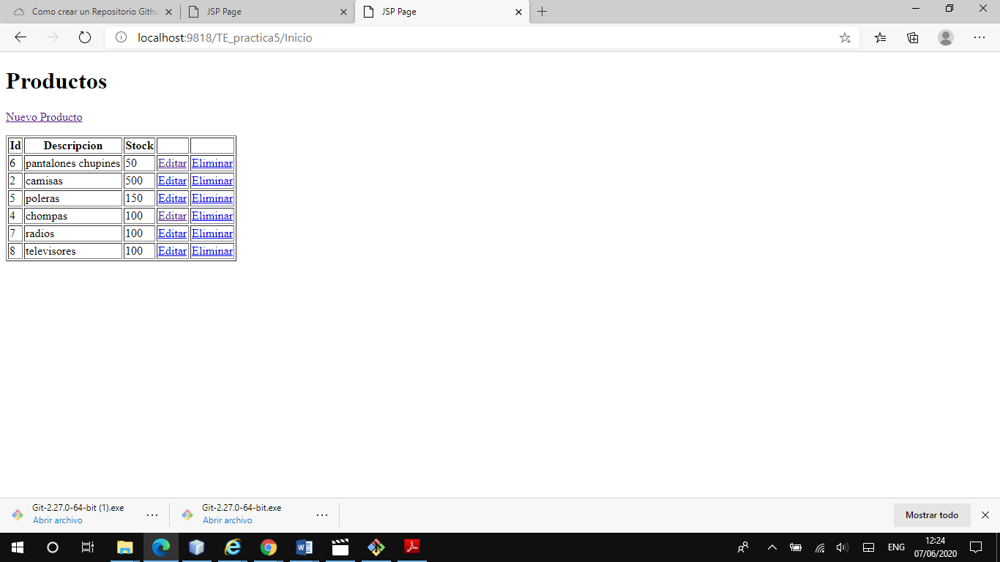 Como crear un Repositorio Githu
JSP Page
JSP Page
localhost:9818/TE_practica5/Inicio
Productos
Nuevo Producto
Id Descripcion Stock
6 pantalones chupines 50 Editar Eliminar
2 camisas 500 Editar Eliminar
5 poleras 150 Editar Eliminar
4 chompas 100 Editar Eliminar
7 radios 100 Editar Eliminar
8 televisores 100 Editar Eliminar
Git-2.27.0-64-bit (1).exe
Abrir archivo
Git-2.27.0-64-bit.exe
Abrir archivo
Mostrar todo
ENG
12:24
07/06/2020